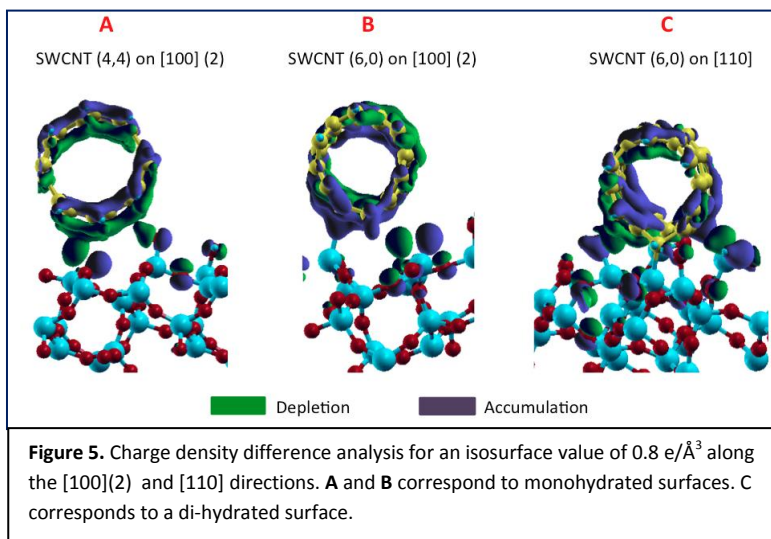 A
B
C
SWCNT (4,4) on [100] (2)
SWCNT (6,0) on [100] (2)
SWCNT (6,0) on [110]
Depletion
Accumulation
Figure 5. Charge density difference analysis for an isosurface value of 0.8 e/Å³ along
the [100](2) and [110] directions. A and B correspond to monohydrated surfaces. C
corresponds to a di-hydrated surface.